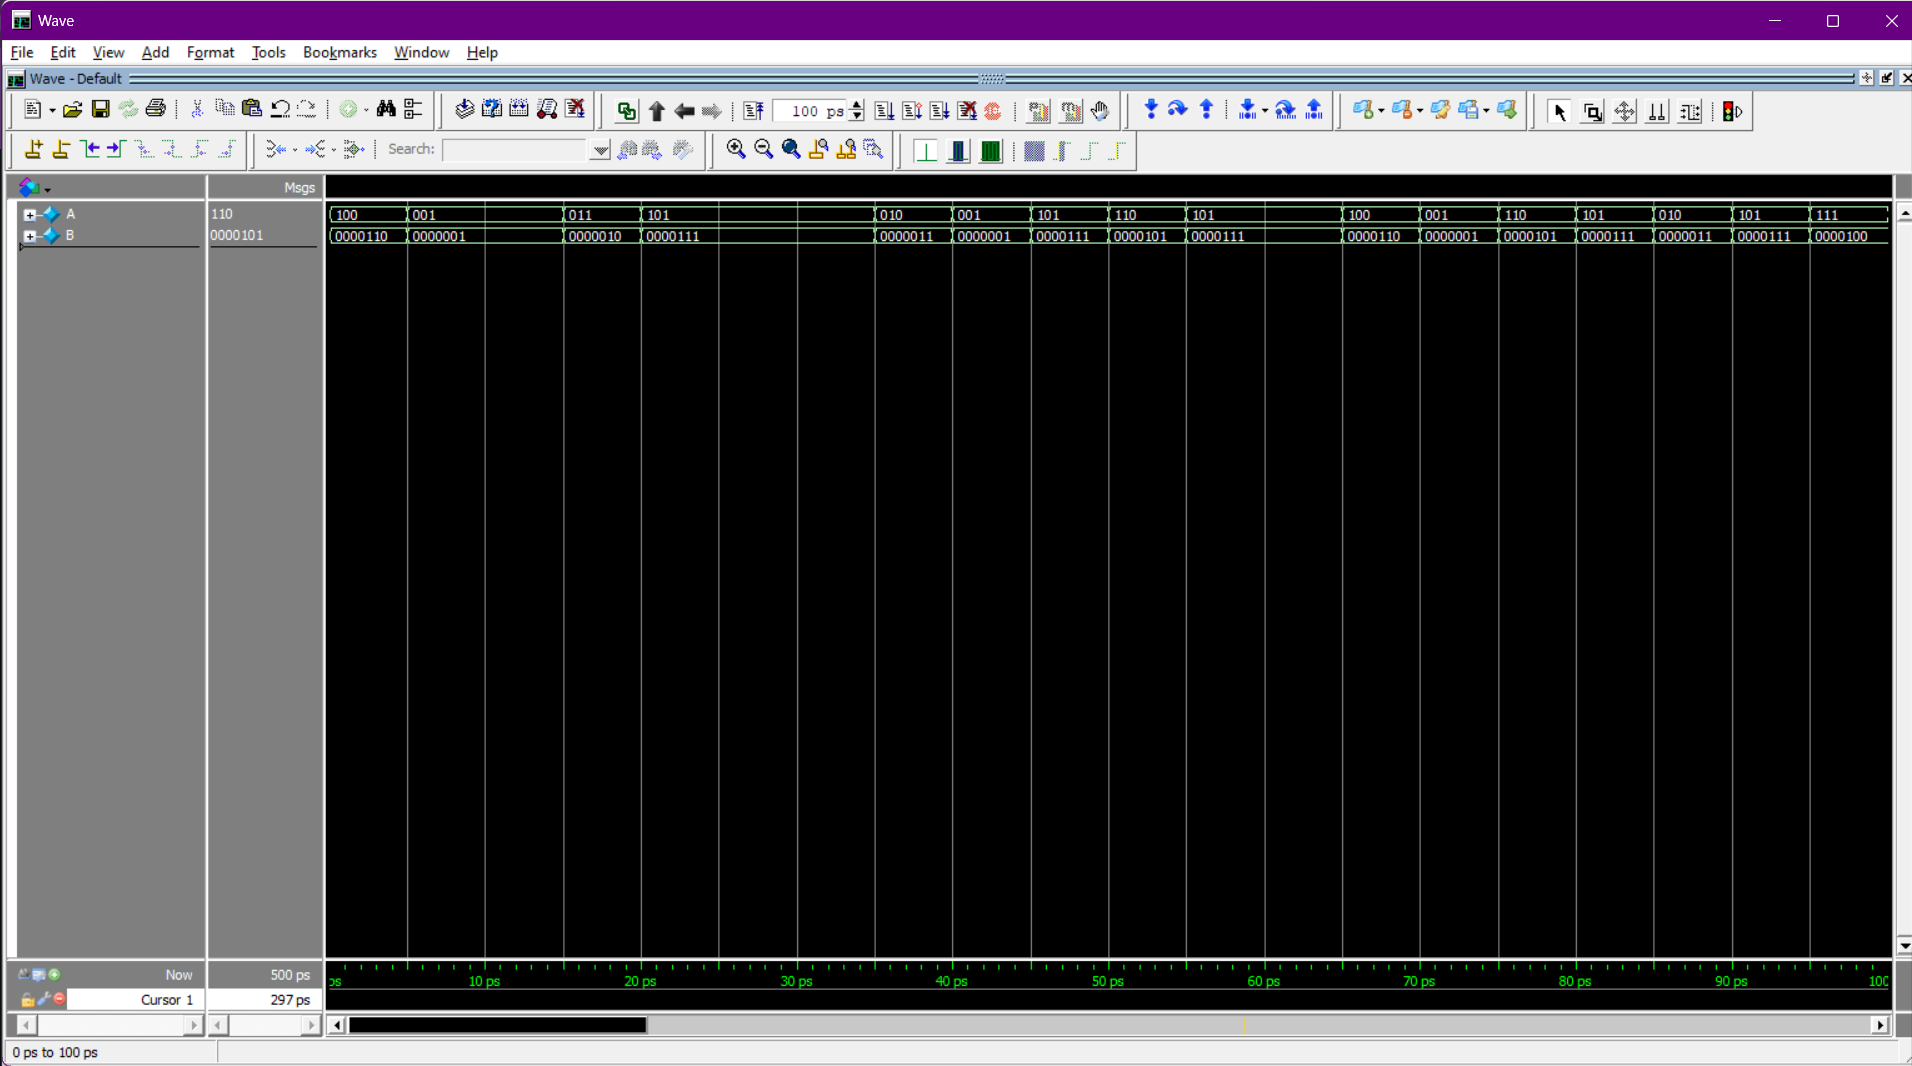 Wave
File Edit View Add Format Tools Bookmarks Window Help
Wave - Default
100 ps
Search:
Msgs
A 110 100 001 011 101 010 001 101 110 101 100 001 110 101 010 101 111
B 0000101 0000110 0000001 0000010 0000111 0000011 0000001 0000111 0000101 0000111 0000110 0000001 0000101 0000111 0000011 0000111 0000100
Now 500 ps ps 10 ps 20 ps 30 ps 40 ps 50 ps 60 ps 70 ps 80 ps 90 ps 100
Cursor 1 297 ps
0 ps to 100 ps